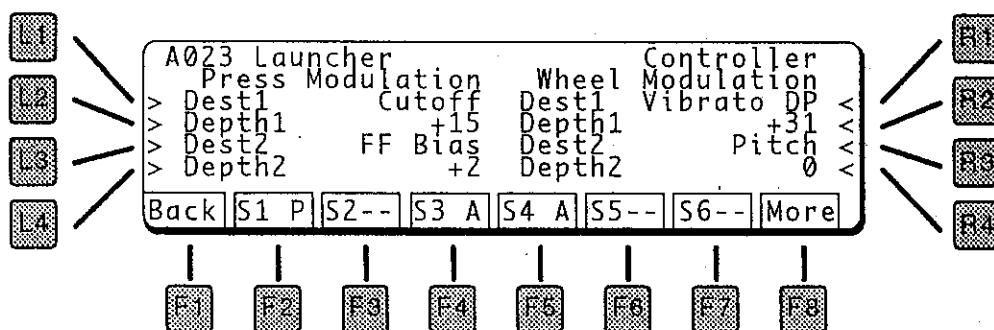 L1
L2
L3
L4
A023 Launcher Controller
Press Modulation Wheel Modulation
> Dest1 Cutoff Dest1 Vibrato DP <
> Depth1 +15 Depth1 +31 <
> Dest2 FF Bias Dest2 Pitch <
> Depth2 +2 Depth2 0 <
Back S1 P S2-- S3 A S4 A S5-- S6-- More
F1 F2 F3 F4 F5 F6 F7 F8
R1
R2
R3
R4